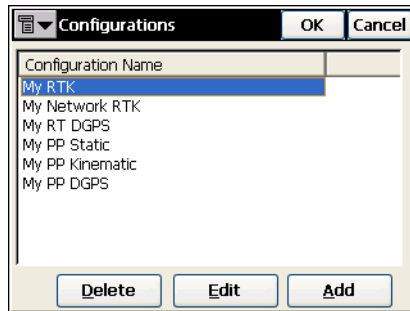 Configurations OK Cancel
Configuration Name
My RTK
My Network RTK
My RT DGPS
My PP Static
My PP Kinematic
My PP DGPS
Delete Edit Add